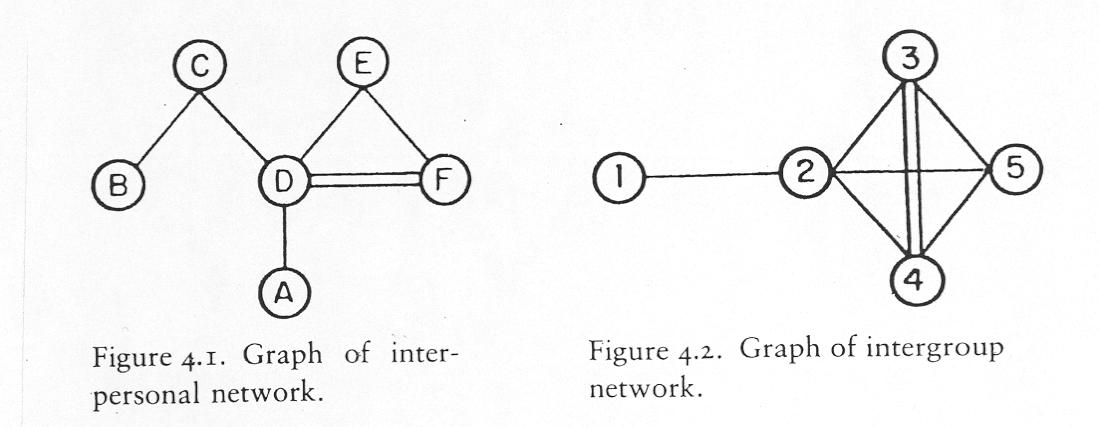 C
E
B
D
F
A
3
1
2
5
4
Figure 4.1. Graph of inter-
personal network.
Figure 4.2. Graph of intergroup
network.